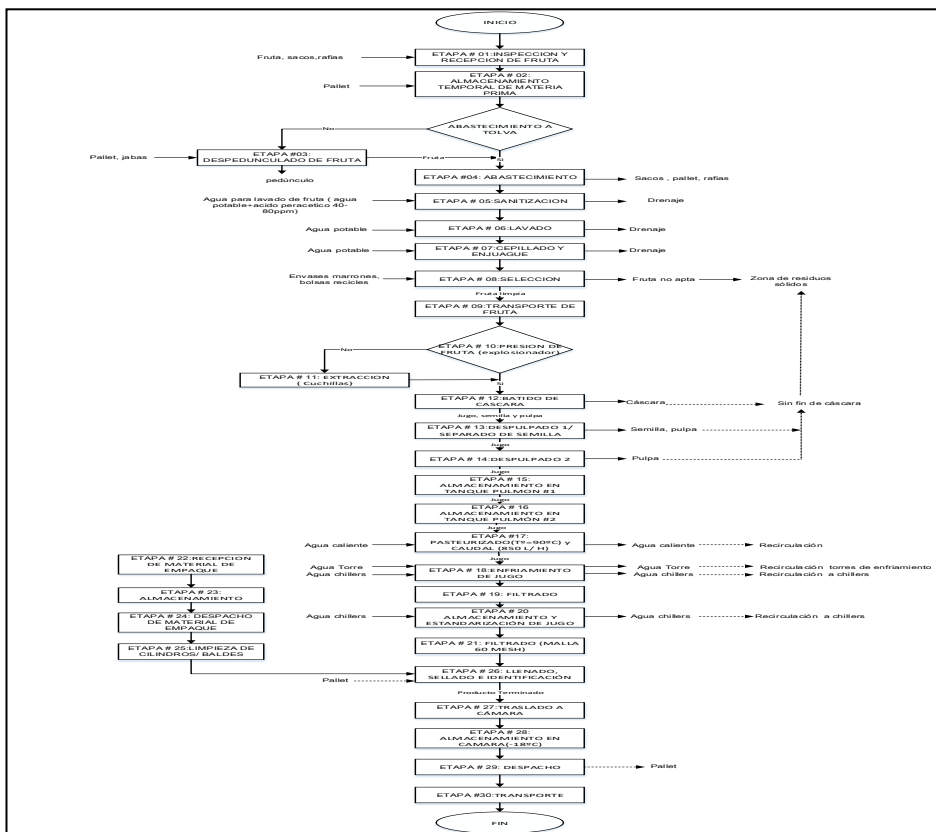 INICIO
Fruta, sacos,rafias
ETAPA # 01:INSPECCION Y
RECEPCION DE FRUTA
Pallet
ETAPA # 02:
ALMACENAMIENTO
TEMPORAL DE MATERIA
PRIMA
ABASTECIMIENTO A
TOLVA
No
Pallet, jabas
ETAPA #03:
DESPEDUNCULADO DE FRUTA
Fruta
Si
pedúnculo
ETAPA #04: ABASTECIMIENTO
Sacos , pallet, rafias
Agua para lavado de fruta ( agua
potable+acido peracetico 40-
80ppm)
ETAPA # 05:SANITIZACION
Drenaje
Agua potable
ETAPA # 06:LAVADO
Drenaje
Agua potable
ETAPA # 07:CEPILLADO Y
ENJUAGUE
Drenaje
Envases marrones,
bolsas recicles
ETAPA # 08:SELECCION
Fruta no apta
Zona de residuos
sólidos
Fruta limpia
ETAPA # 09:TRANSPORTE DE
FRUTA
ETAPA # 10:PRESION DE
FRUTA (explosionador)
No
ETAPA # 11: EXTRACCION
( Cuchillas)
Si
ETAPA # 12:BATIDO DE
CASCARA
Cáscara
Sin fin de cáscara
Jugo, semilla y pulpa
ETAPA # 13:DESPULPADO 1/
SEPARADO DE SEMILLA
Semilla, pulpa
Jugo
ETAPA # 14:DESPULPADO 2
Pulpa
Jugo
ETAPA # 15:
ALMACENAMIENTO EN
TANQUE PULMON #1
Jugo
ETAPA # 16
ALMACENAMIENTO EN
TANQUE PULMÓN #2
Jugo
Agua caliente
ETAPA #17:
PASTEURIZADO(Tº=90ºC) y
CAUDAL (850 L/ H)
Agua caliente
Recirculación
Jugo
Agua Torre
Agua chillers
ETAPA # 18:ENFRIAMIENTO
DE JUGO
Agua Torre
Agua chillers
Recirculación torres de enfriamiento
Recirculación a chillers
ETAPA # 19: FILTRADO
Agua chillers
ETAPA # 20
ALMACENAMIENTO Y
ESTANDARIZACIÓN DE JUGO
Agua chillers
Recirculación a chillers
ETAPA # 21: FILTRADO (MALLA
60 MESH)
ETAPA # 22:RECEPCION
DE MATERIAL DE
EMPAQUE
ETAPA # 23:
ALMACENAMIENTO
ETAPA # 24: DESPACHO
DE MATERIAL DE
EMPAQUE
ETAPA # 25:LIMPIEZA DE
CILINDROS/ BALDES
Pallet
ETAPA # 26: LLENADO,
SELLADO E IDENTIFICACIÓN
Producto Terminado
ETAPA # 27:TRASLADO A
CÁMARA
ETAPA # 28:
ALMACENAMIENTO EN
CAMARA(-18ºC)
ETAPA # 29: DESPACHO
Pallet
ETAPA #30:TRANSPORTE
FIN